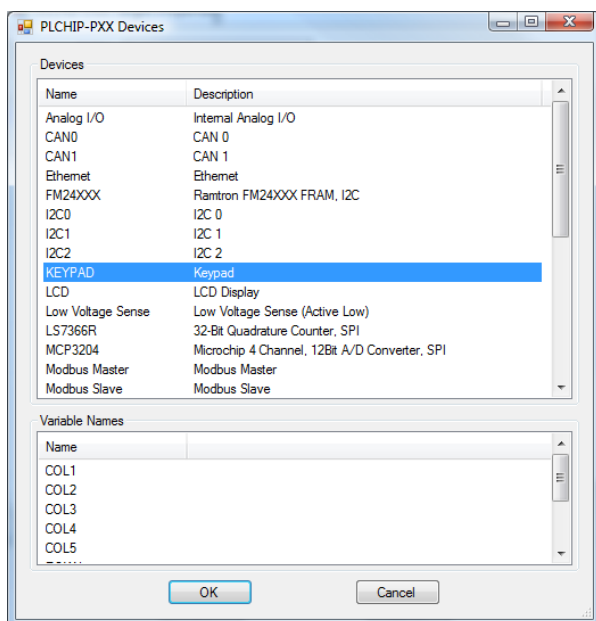 PLCHIP-PXX Devices
Devices
Name Description
Analog I/O Internal Analog I/O
CAN0 CAN 0
CAN1 CAN 1
Ethernet Ethernet
FM24XXX Ramtron FM24XXX FRAM, I2C
I2C0 I2C 0
I2C1 I2C 1
I2C2 I2C 2
KEYPAD Keypad
LCD LCD Display
Low Voltage Sense Low Voltage Sense (Active Low)
LS7366R 32-Bit Quadrature Counter, SPI
MCP3204 Microchip 4 Channel, 12Bit A/D Converter, SPI
Modbus Master Modbus Master
Modbus Slave Modbus Slave
Variable Names
Name
COL1
COL2
COL3
COL4
COL5
OK Cancel